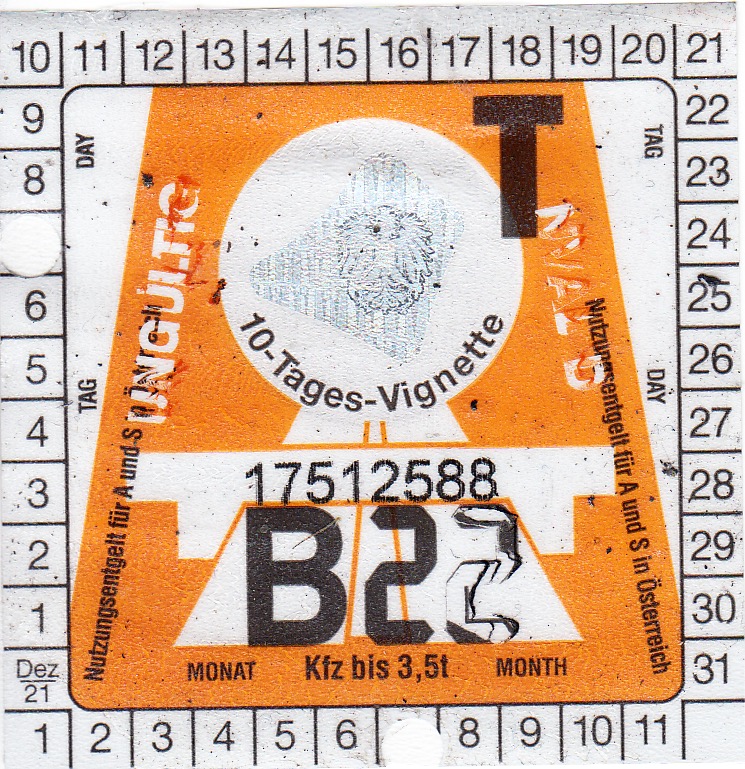 10 11 12 13 14 15 16 17 18 19 20 21
9
8
6
5
4
3
2
1
Dez
21
22
23
24
25
26
27
28
29
30
31
1 2 3 4 5 6 8 9 10 11
DAY
TAG
TAG
DAY
T
UNGÜLTIG
10-Tages-Vignette
Nutzungsentgelt für A und S in Österreich
Nutzungsentgelt für A und S in Österreich
17512588
B22
MONAT Kfz bis 3,5t MONTH